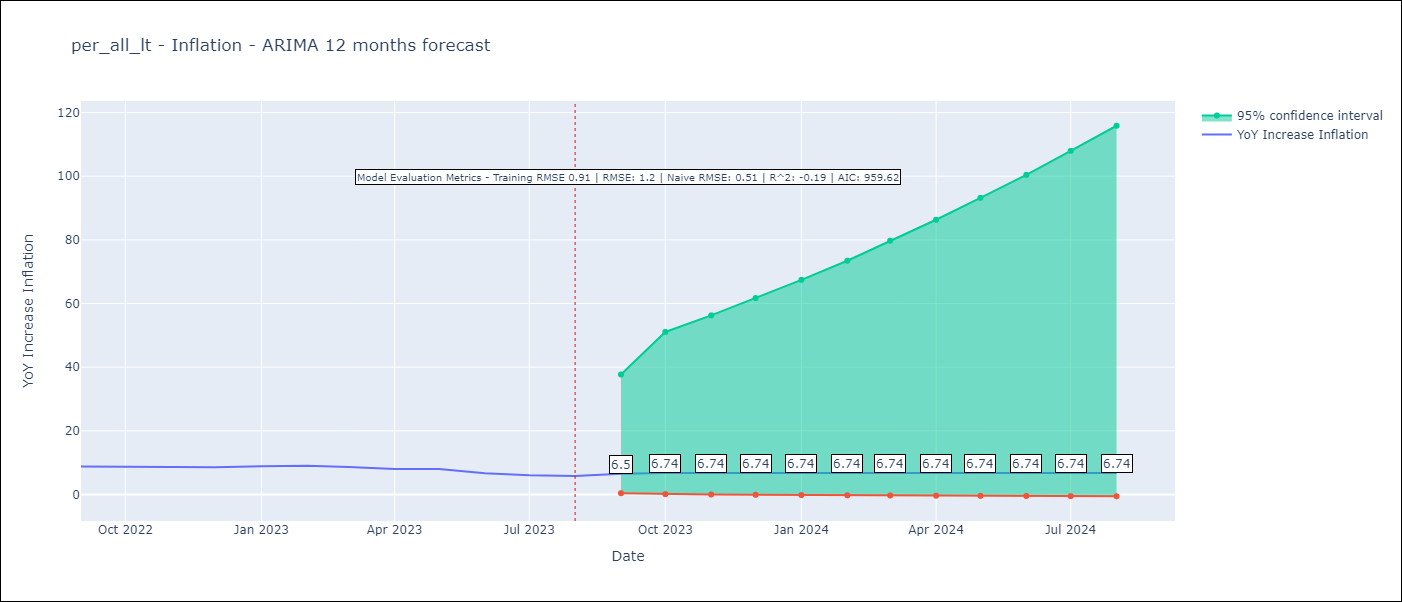 per_all_lt - Inflation - ARIMA 12 months forecast
95% confidence interval
YoY Increase Inflation
Model Evaluation Metrics - Training RMSE 0.91 | RMSE: 1.2 | Naive RMSE: 0.51 | R^2: -0.19 | AIC: 959.62
YoY Increase Inflation
120
100
80
60
40
20
0
6.5 6.74 6.74 6.74 6.74 6.74 6.74 6.74 6.74 6.74 6.74 6.74
Oct 2022 Jan 2023 Apr 2023 Jul 2023 Oct 2023 Jan 2024 Apr 2024 Jul 2024
Date